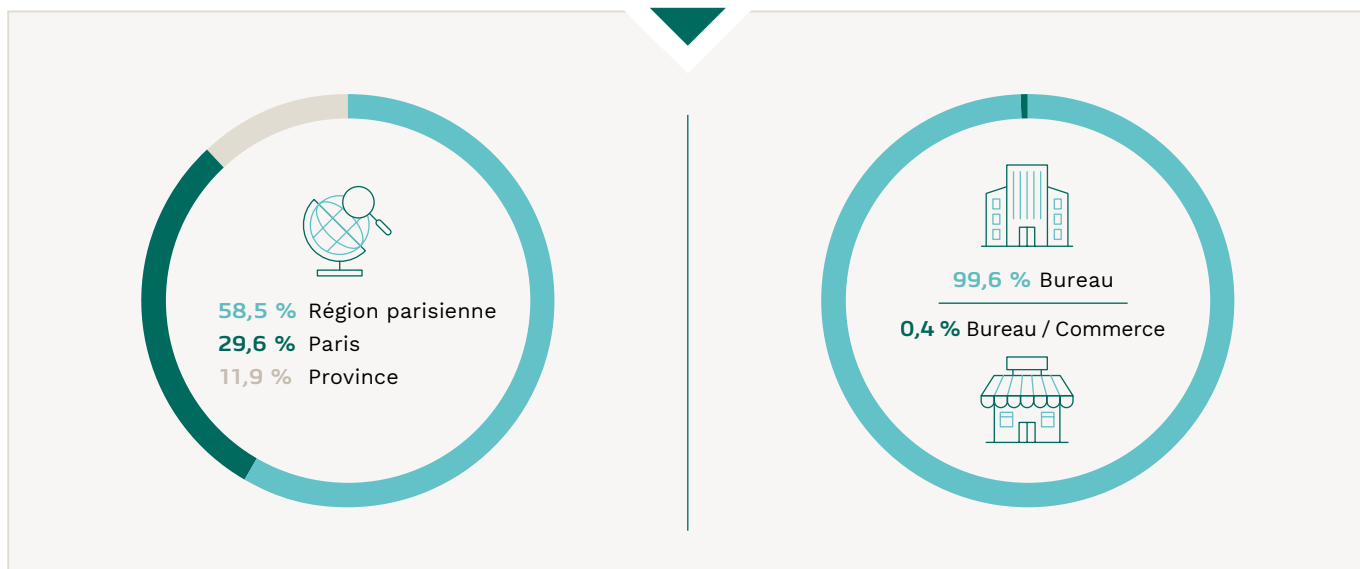 58,5 % Région parisienne
29,6 % Paris
11,9 % Province
99,6 % Bureau
0,4 % Bureau / Commerce